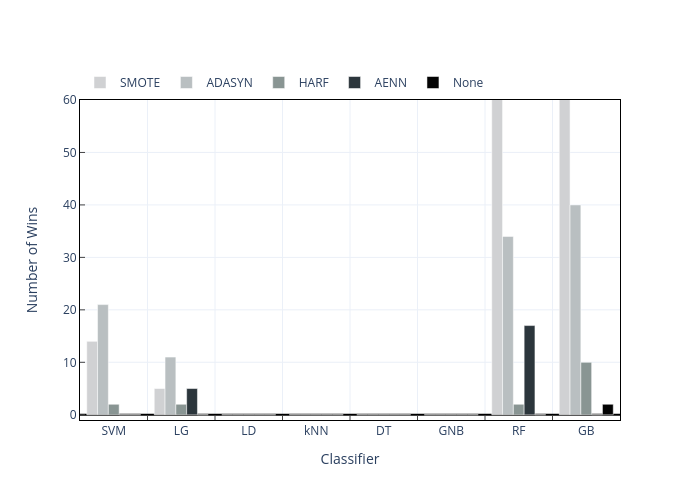 SMOTE ADASYN HARF AENN None
60
50
40
30
20
10
0
Number of Wins
SVM LG LD kNN DT GNB RF GB
Classifier